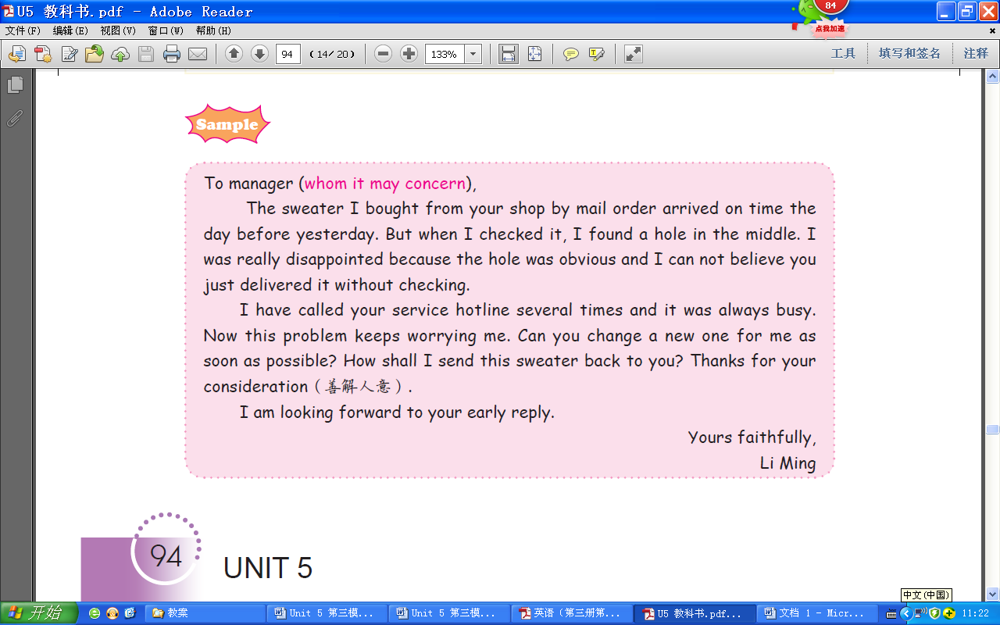 U5 教科书.pdf - Adobe Reader
84
点我加速
文件(F) 编辑(E) 视图(V) 窗口(W) 帮助(H)
94 (14/20) 133% 工具 填写和签名 注释
Sample
To manager (whom it may concern),
The sweater I bought from your shop by mail order arrived on time the
day before yesterday. But when I checked it, I found a hole in the middle. I
was really disappointed because the hole was obvious and I can not believe you
just delivered it without checking.
I have called your service hotline several times and it was always busy.
Now this problem keeps worrying me. Can you change a new one for me as
soon as possible? How shall I send this sweater back to you? Thanks for your
consideration（善解人意）.
I am looking forward to your early reply.
Yours faithfully,
Li Ming
94
UNIT 5
中文(中国)
开始 教案 Unit 5 第三模... Unit 5 第三模... 英语（第三册第... U5 教科书.pdf... 文档 1 - Micr... 11:22